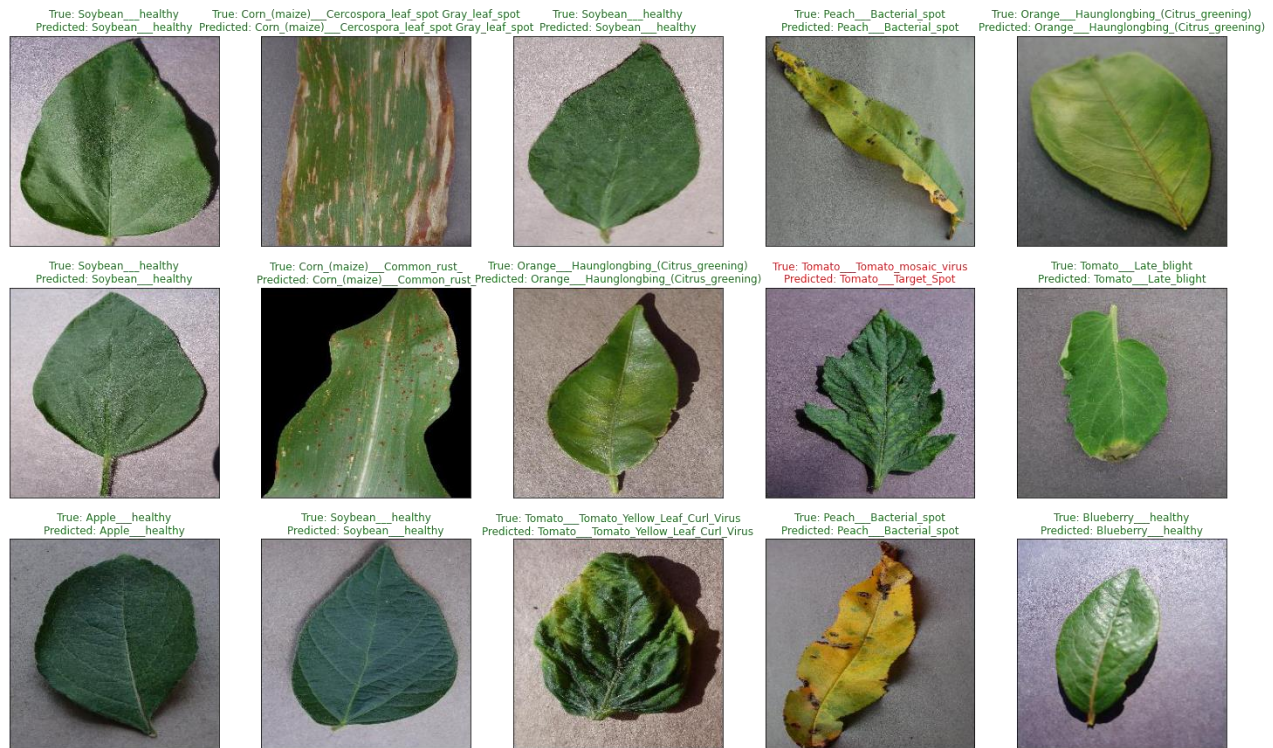 True: Soybean___healthy
Predicted: Soybean___healthy
True: Corn_(maize)___Cercospora_leaf_spot Gray_leaf_spot
Predicted: Corn_(maize)___Cercospora_leaf_spot Gray_leaf_spot
True: Soybean___healthy
Predicted: Soybean___healthy
True: Peach___Bacterial_spot
Predicted: Peach___Bacterial_spot
True: Orange___Haunglongbing_(Citrus_greening)
Predicted: Orange___Haunglongbing_(Citrus_greening)
True: Soybean___healthy
Predicted: Soybean___healthy
True: Corn_(maize)___Common_rust_
Predicted: Corn_(maize)___Common_rust_
True: Orange___Haunglongbing_(Citrus_greening)
Predicted: Orange___Haunglongbing_(Citrus_greening)
True: Tomato___Tomato_mosaic_virus
Predicted: Tomato___Target_Spot
True: Tomato___Late_blight
Predicted: Tomato___Late_blight
True: Apple___healthy
Predicted: Apple___healthy
True: Soybean___healthy
Predicted: Soybean___healthy
True: Tomato___Tomato_Yellow_Leaf_Curl_Virus
Predicted: Tomato___Tomato_Yellow_Leaf_Curl_Virus
True: Peach___Bacterial_spot
Predicted: Peach___Bacterial_spot
True: Blueberry___healthy
Predicted: Blueberry___healthy